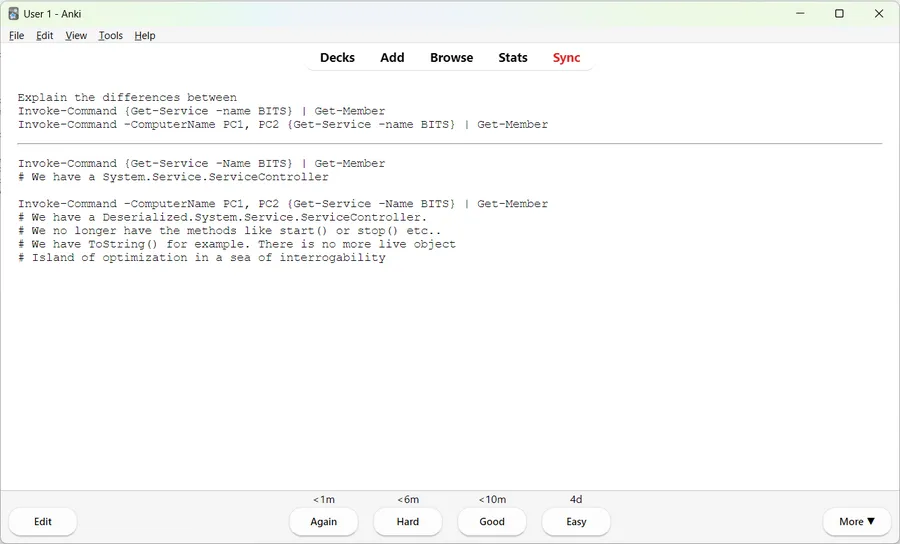 User 1 - Anki
File Edit View Tools Help
Decks Add Browse Stats Sync
Explain the differences between
Invoke-Command {Get-Service -name BITS} | Get-Member
Invoke-Command -ComputerName PC1, PC2 {Get-Service -name BITS} | Get-Member
Invoke-Command {Get-Service -Name BITS} | Get-Member
# We have a System.Service.ServiceController
Invoke-Command -ComputerName PC1, PC2 {Get-Service -Name BITS} | Get-Member
# We have a Deserialized.System.Service.ServiceController.
# We no longer have the methods like start() or stop() etc..
# We have ToString() for example. There is no more live object
# Island of optimization in a sea of interrogability
<1m <6m <10m 4d
Edit Again Hard Good Easy More ▼